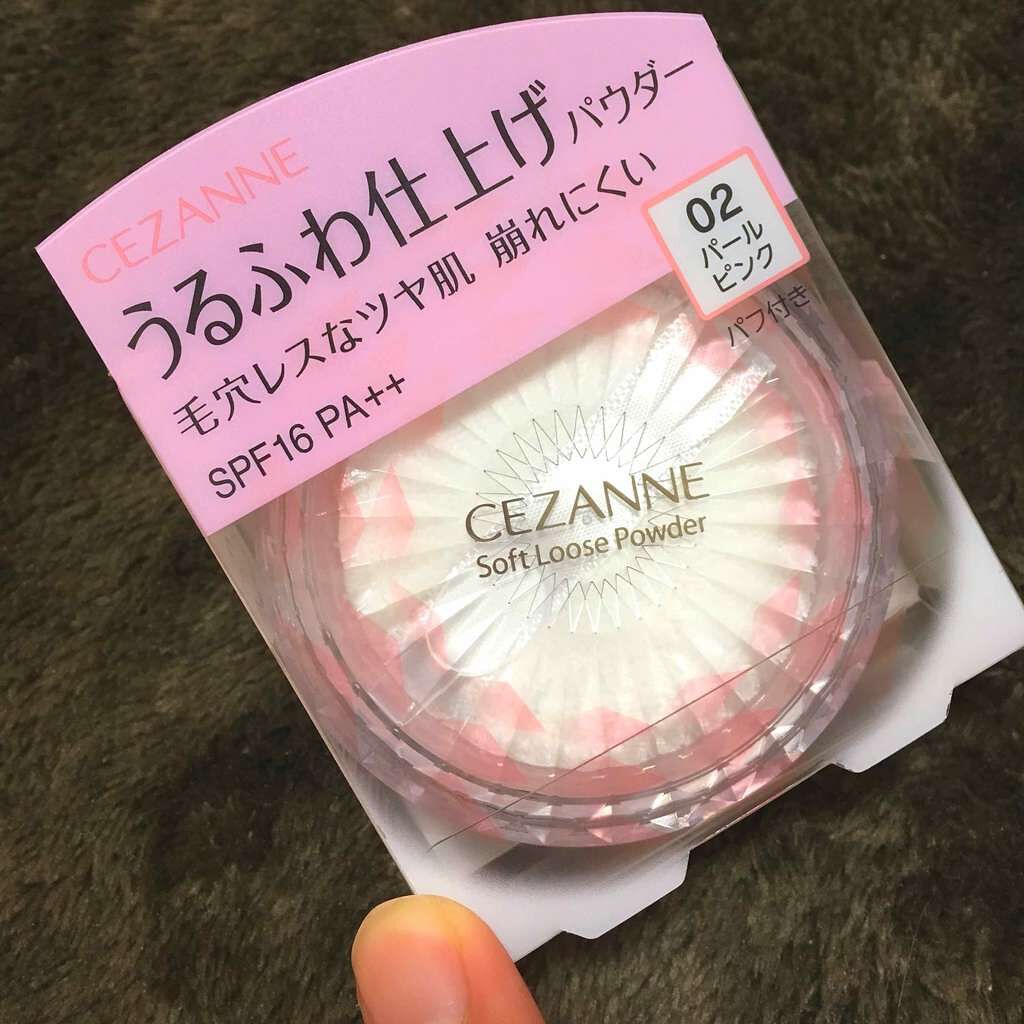 CEZANNE
うるふわ仕上げパウダー
毛穴レスなツヤ肌 崩れにくい
SPF16 PA++
02
パール
ピンク
パフ付き
CEZANNE
Soft Loose Powder